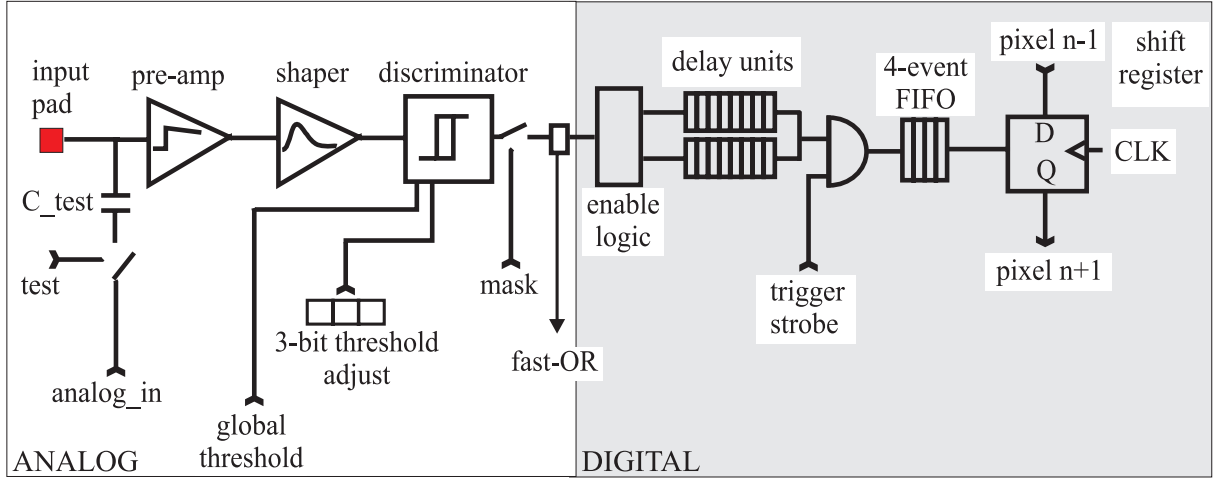 input
pad
pre-amp
shaper
discriminator
C_test
test
analog_in
3-bit threshold
adjust
global
threshold
mask
fast-OR
ANALOG
enable
logic
delay units
trigger
strobe
4-event
FIFO
pixel n-1
shift
register
D
Q
CLK
pixel n+1
DIGITAL